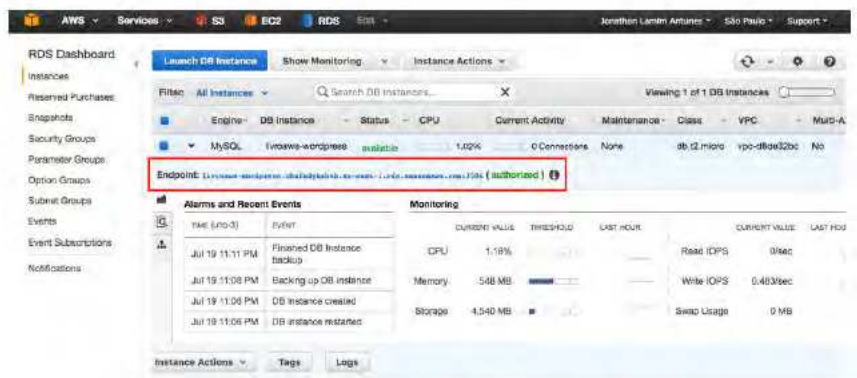 AWS Services S3 EC2 RDS Edit Jonathon Lamim Antunes São Paulo Support
RDS Dashboard
Instances
Reserved Purchases
Snapshots
Security Groups
Parameter Groups
Option Groups
Subnet Groups
Events
Event Subscriptions
Notifications
Launch DB Instance Show Monitoring Instance Actions
Filter: All Instances Search DB Instances... X Viewing 1 of 1 DB Instances
Engine DB Instance Status CPU Current Activity Maintenance Class VPC Multi-A
MySQL livroaws-wordpress available 1.02% 0 Connections None db.t2.micro No
Endpoint: ( authorized )
Alarms and Recent Events Monitoring
TIME (UTC-3) EVENT CURRENT VALUE THRESHOLD LAST HOUR CURRENT VALUE LAST HOU
Jul 19 11:11 PM Finished DB Instance backup
Jul 19 11:08 PM Backing up DB instance
Jul 19 11:06 PM DB instance created
Jul 19 11:06 PM DB instance restarted
CPU 1.18% Read IOPS 0/sec
Memory 548 MB Write IOPS 0.483/sec
Storage 4,540 MB Swap Usage 0 MB
Instance Actions Tags Logs